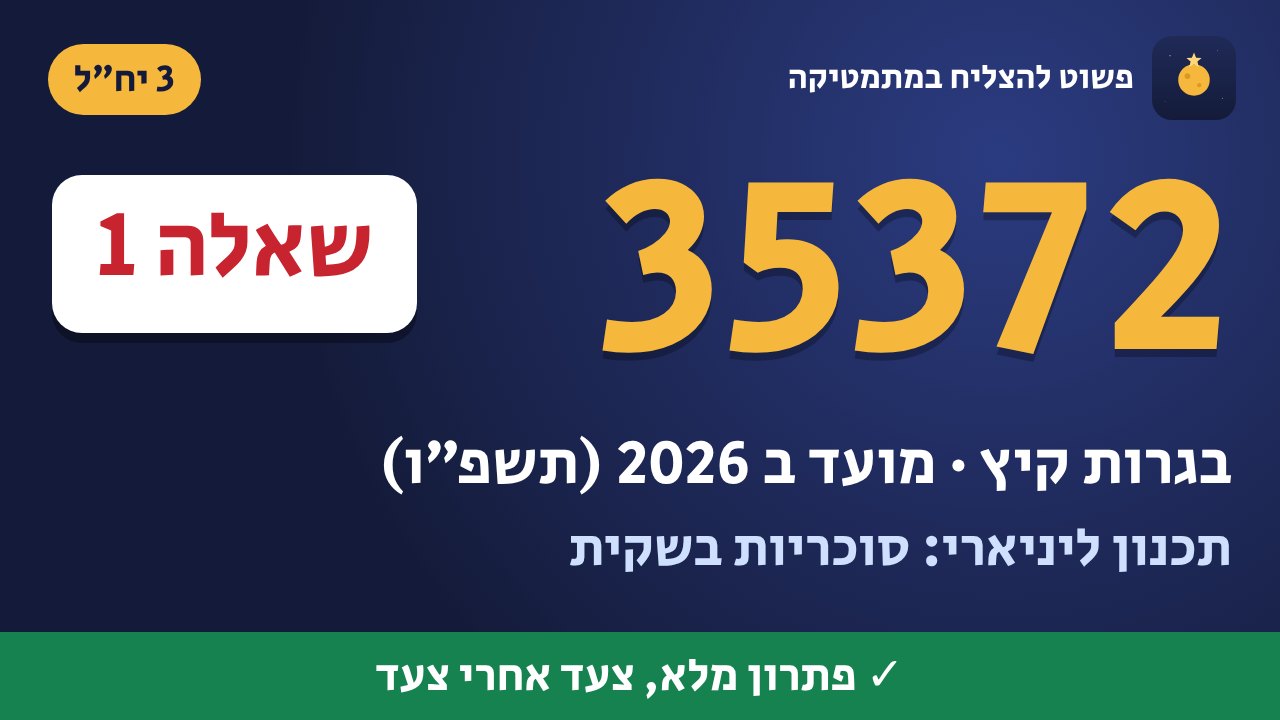 פשוט להצליח במתמטיקה
3 יח”ל
35372
שאלה 1
בגרות קיץ · מועד ב 2026 (תשפ”ו)
תכנון ליניארי: סוכריות בשקית
✓ פתרון מלא, צעד אחרי צעד